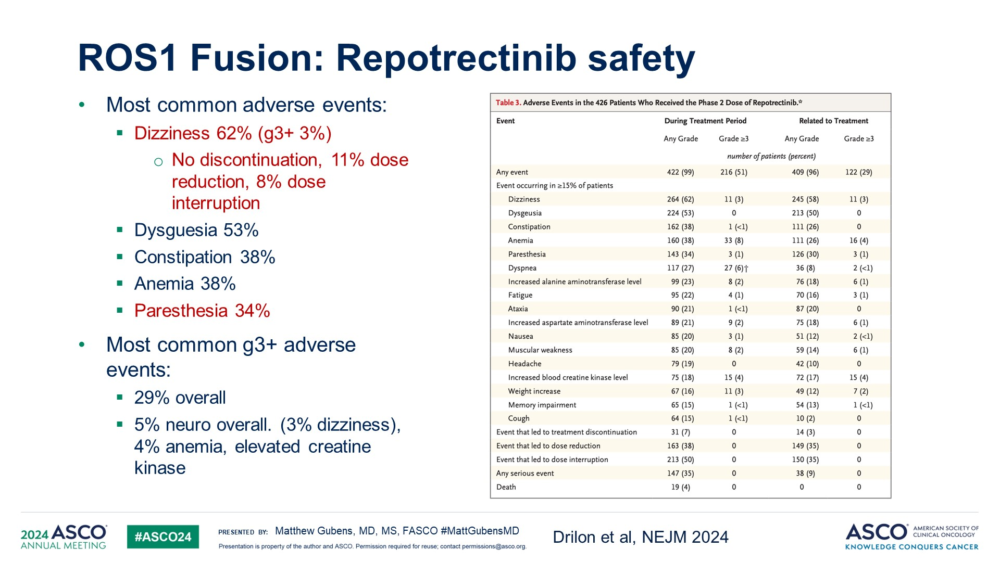 ROS1 Fusion: Repotrectinib safety
• Most common adverse events:
▪ Dizziness 62% (g3+ 3%)
o No discontinuation, 11% dose
reduction, 8% dose
interruption
▪ Dysguesia 53%
▪ Constipation 38%
▪ Anemia 38%
▪ Paresthesia 34%
• Most common g3+ adverse
events:
▪ 29% overall
▪ 5% neuro overall. (3% dizziness),
4% anemia, elevated creatine
kinase
Table 3. Adverse Events in the 426 Patients Who Received the Phase 2 Dose of Repotrectinib.*
Event During Treatment Period Related to Treatment
Any Grade Grade ≥3 Any Grade Grade ≥3
number of patients (percent)
Any event 422 (99) 216 (51) 409 (96) 122 (29)
Event occurring in ≥15% of patients
Dizziness 264 (62) 11 (3) 245 (58) 11 (3)
Dysgeusia 224 (53) 0 213 (50) 0
Constipation 162 (38) 1 (<1) 111 (26) 0
Anemia 160 (38) 33 (8) 111 (26) 16 (4)
Paresthesia 143 (34) 3 (1) 126 (30) 3 (1)
Dyspnea 117 (27) 27 (6)† 36 (8) 2 (<1)
Increased alanine aminotransferase level 99 (23) 8 (2) 76 (18) 6 (1)
Fatigue 95 (22) 4 (1) 70 (16) 3 (1)
Ataxia 90 (21) 1 (<1) 87 (20) 0
Increased aspartate aminotransferase level 89 (21) 9 (2) 75 (18) 6 (1)
Nausea 85 (20) 3 (1) 51 (12) 2 (<1)
Muscular weakness 85 (20) 8 (2) 59 (14) 6 (1)
Headache 79 (19) 0 42 (10) 0
Increased blood creatine kinase level 75 (18) 15 (4) 72 (17) 15 (4)
Weight increase 67 (16) 11 (3) 49 (12) 7 (2)
Memory impairment 65 (15) 1 (<1) 54 (13) 1 (<1)
Cough 64 (15) 1 (<1) 10 (2) 0
Event that led to treatment discontinuation 31 (7) 0 14 (3) 0
Event that led to dose reduction 163 (38) 0 149 (35) 0
Event that led to dose interruption 213 (50) 0 150 (35) 0
Any serious event 147 (35) 0 38 (9) 0
Death 19 (4) 0 0 0
2024 ASCO
ANNUAL MEETING
#ASCO24
PRESENTED BY: Matthew Gubens, MD, MS, FASCO #MattGubensMD
Presentation is property of the author and ASCO. Permission required for reuse; contact permissions@asco.org.
Drilon et al, NEJM 2024
ASCO AMERICAN SOCIETY OF
CLINICAL ONCOLOGY
KNOWLEDGE CONQUERS CANCER